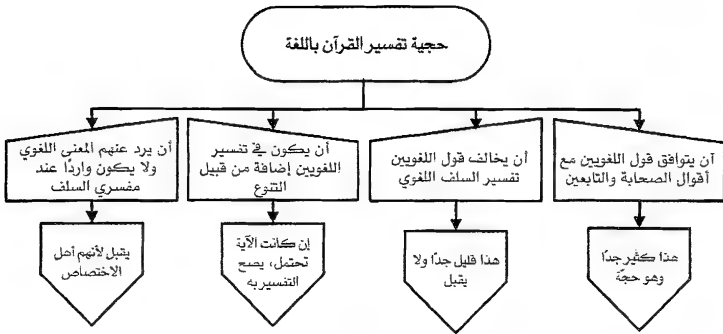 حجية تفسير القرآن باللغة
أن يتوافق قول اللغويين مع
أقوال الصحابة والتابعين
أن يخالف قول اللغويين
تفسير السلف اللغوي
أن يكون في تفسير
اللغويين إضافة من قبيل
التنوع
أن يرد عنهم المعنى اللغوي
ولا يكون واردًا عند
مفسري السلف
هذا كثير جدًا
وهو حجّة
هذا قليل جدًا ولا
يقبل
إن كانت الآية
تحتمل، يصح
التفسير به
يقبل لأنهم أهل
الاختصاص